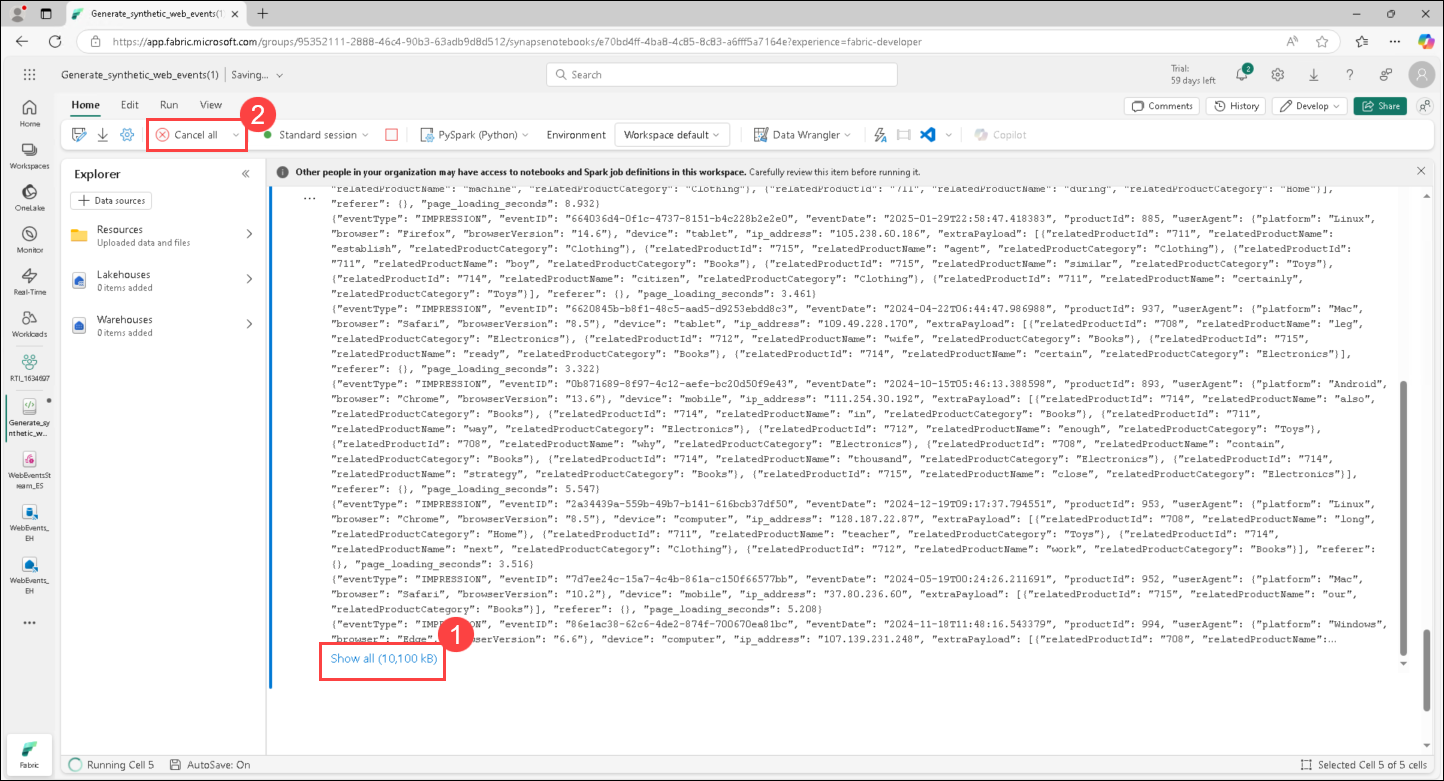 Generate_synthetic_web_events(1)
https://app.fabric.microsoft.com/groups/95352111-2888-46c4-90b3-63adb9d8d512/synapsenotebooks/e70bd4ff-4ba8-4c85-8c83-a6fff5a7164e?experience=fabric-developer
Generate_synthetic_web_events(1) Saving...
Search
Trial:
59 days left
2
Home Edit Run View
Comments History Develop Share
Cancel all
2
Standard session PySpark (Python) Environment Workspace default Data Wrangler Copilot
Home
Workspaces
OneLake
Monitor
Real-Time
Workloads
RTI_1634697
Generate_sy
nthetic_w...
WebEventsSt
ream_ES
WebEvents_
EH
WebEvents_
EH
...
Fabric
Explorer
Data sources
Resources
Uploaded data and files
Lakehouses
0 items added
Warehouses
0 items added
Other people in your organization may have access to notebooks and Spark job definitions in this workspace. Carefully review this item before running it.
...
"relatedProductName": "machine", "relatedProductCategory": "Clothing"}, {"relatedProductId": "711", "relatedProductName": "during", "relatedProductCategory": "Home"}],
"referer": {}, "page_loading_seconds": 8.932}
{"eventType": "IMPRESSION", "eventID": "664036d4-0f1c-4737-8151-b4c228b2e2e0", "eventDate": "2025-01-29T22:58:47.418383", "productId": 885, "userAgent": {"platform": "Linux",
"browser": "Firefox", "browserVersion": "14.6"}, "device": "tablet", "ip_address": "105.238.60.186", "extraPayload": [{"relatedProductId": "711", "relatedProductName":
"establish", "relatedProductCategory": "Clothing"}, {"relatedProductId": "715", "relatedProductName": "agent", "relatedProductCategory": "Clothing"}, {"relatedProductId":
"711", "relatedProductName": "boy", "relatedProductCategory": "Books"}, {"relatedProductId": "715", "relatedProductName": "similar", "relatedProductCategory": "Toys"},
{"relatedProductId": "714", "relatedProductName": "citizen", "relatedProductCategory": "Clothing"}, {"relatedProductId": "711", "relatedProductName": "certainly",
"relatedProductCategory": "Toys"}], "referer": {}, "page_loading_seconds": 3.461}
{"eventType": "IMPRESSION", "eventID": "6620845b-b8f1-48c5-aad5-d9253ebdd8c3", "eventDate": "2024-04-22T06:44:47.986988", "productId": 937, "userAgent": {"platform": "Mac",
"browser": "Safari", "browserVersion": "8.5"}, "device": "tablet", "ip_address": "109.49.228.170", "extraPayload": [{"relatedProductId": "708", "relatedProductName": "leg",
"relatedProductCategory": "Electronics"}, {"relatedProductId": "712", "relatedProductName": "wife", "relatedProductCategory": "Books"}, {"relatedProductId": "715",
"relatedProductName": "ready", "relatedProductCategory": "Books"}, {"relatedProductId": "714", "relatedProductName": "certain", "relatedProductCategory": "Electronics"}],
"referer": {}, "page_loading_seconds": 3.322}
{"eventType": "IMPRESSION", "eventID": "0b871689-8f97-4c12-aefe-bc20d50f9e43", "eventDate": "2024-10-15T05:46:13.388598", "productId": 893, "userAgent": {"platform": "Android",
"browser": "Chrome", "browserVersion": "13.6"}, "device": "mobile", "ip_address": "111.254.30.192", "extraPayload": [{"relatedProductId": "714", "relatedProductName": "also",
"relatedProductCategory": "Books"}, {"relatedProductId": "714", "relatedProductName": "in", "relatedProductCategory": "Books"}, {"relatedProductId": "711",
"relatedProductName": "way", "relatedProductCategory": "Electronics"}, {"relatedProductId": "712", "relatedProductName": "enough", "relatedProductCategory": "Toys"},
{"relatedProductId": "708", "relatedProductName": "why", "relatedProductCategory": "Electronics"}, {"relatedProductId": "708", "relatedProductName": "contain",
"relatedProductCategory": "Books"}, {"relatedProductId": "714", "relatedProductName": "thousand", "relatedProductCategory": "Electronics"}, {"relatedProductId": "714",
"relatedProductName": "strategy", "relatedProductCategory": "Books"}, {"relatedProductId": "715", "relatedProductName": "close", "relatedProductCategory": "Electronics"}],
"referer": {}, "page_loading_seconds": 5.547}
{"eventType": "IMPRESSION", "eventID": "2a34439a-559b-49b7-b141-616bcb37df50", "eventDate": "2024-12-19T09:17:37.794551", "productId": 953, "userAgent": {"platform": "Linux",
"browser": "Chrome", "browserVersion": "8.5"}, "device": "computer", "ip_address": "128.187.22.87", "extraPayload": [{"relatedProductId": "708", "relatedProductName": "long",
"relatedProductCategory": "Home"}, {"relatedProductId": "711", "relatedProductName": "teacher", "relatedProductCategory": "Toys"}, {"relatedProductId": "714",
"relatedProductName": "next", "relatedProductCategory": "Clothing"}, {"relatedProductId": "712", "relatedProductName": "work", "relatedProductCategory": "Books"}], "referer":
{}, "page_loading_seconds": 3.516}
{"eventType": "IMPRESSION", "eventID": "7d7ee24c-15a7-4c4b-861a-c150f66577bb", "eventDate": "2024-05-19T00:24:26.211691", "productId": 952, "userAgent": {"platform": "Mac",
"browser": "Safari", "browserVersion": "10.2"}, "device": "mobile", "ip_address": "37.80.236.60", "extraPayload": [{"relatedProductId": "715", "relatedProductName": "our",
"relatedProductCategory": "Books"}], "referer": {}, "page_loading_seconds": 5.208}
{"eventType": "IMPRESSION", "eventID": "86e1ac38-62c6-4de2-874f-700670ea81bc", "eventDate": "2024-11-18T11:48:16.543379", "productId": 994, "userAgent": {"platform": "Windows",
"browser": "Edge", serVersion": "6.6"}, "device": "computer", "ip_address": "107.139.231.248", "extraPayload": [{"relatedProductId": "708", "relatedProductName":...
1
Show all (10,100 kB)
Running Cell 5 AutoSave: On
Selected Cell 5 of 5 cells